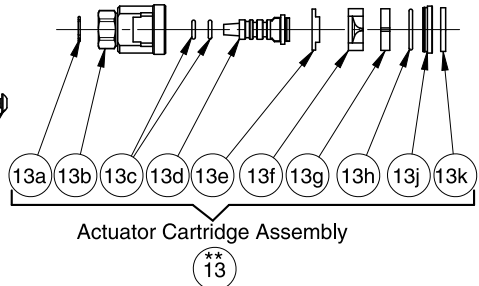 13a 13b 13c 13d 13e 13f 13g 13h 13j 13k
Actuator Cartridge Assembly
**
13